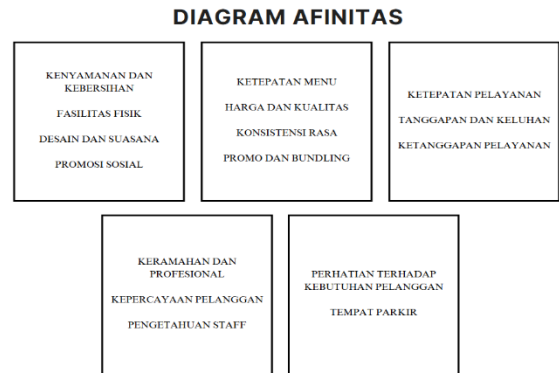 DIAGRAM AFINITAS
KENYAMANAN DAN
KEBERSIHAN
FASILITAS FISIK
DESAIN DAN SUASANA
PROMOSI SOSIAL
KETEPATAN MENU
HARGA DAN KUALITAS
KONSISTENSI RASA
PROMO DAN BUNDLING
KETEPATAN PELAYANAN
TANGGAPAN DAN KELUHAN
KETANGGAPAN PELAYANAN
KERAMAHAN DAN
PROFESIONAL
KEPERCAYAAN PELANGGAN
PENGETAHUAN STAFF
PERHATIAN TERHADAP
KEBUTUHAN PELANGGAN
TEMPAT PARKIR